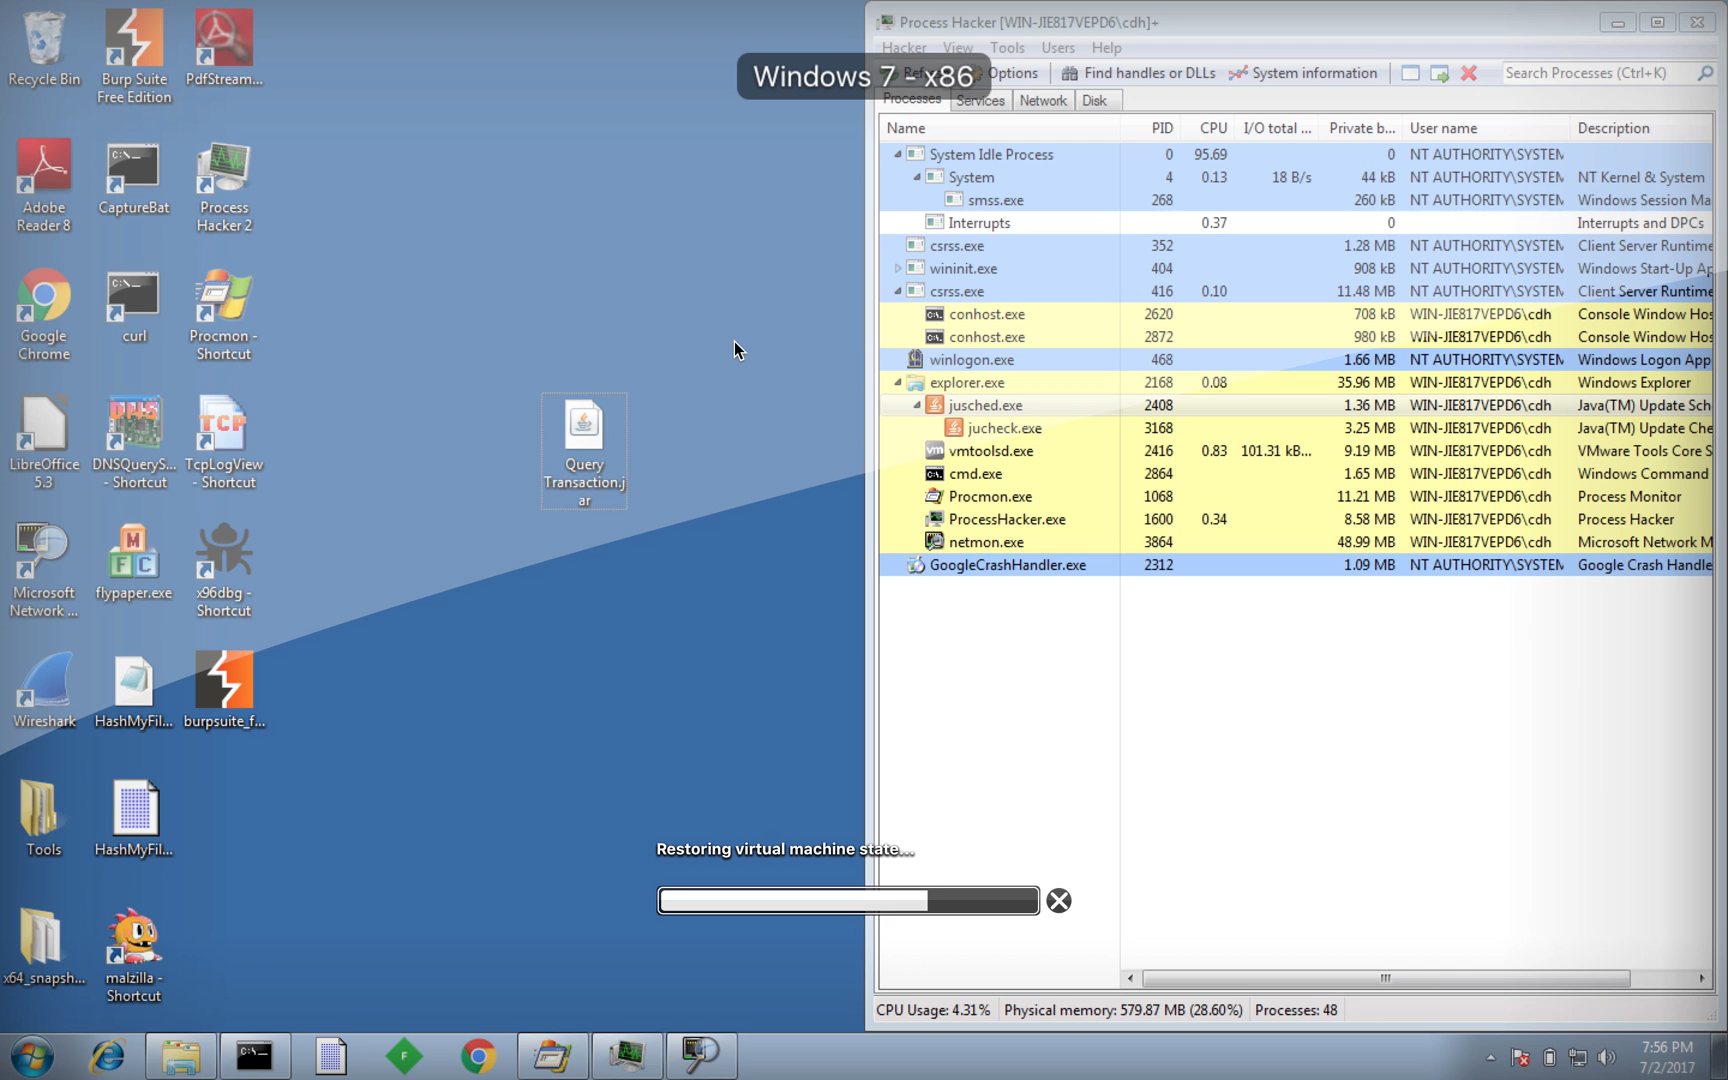 Recycle Bin
Burp Suite
Free Edition
PdfStream...
Adobe
Reader 8
CaptureBat
Process
Hacker 2
Google
Chrome
curl
Procmon -
Shortcut
LibreOffice
5.3
DNSQueryS...
- Shortcut
TcpLogView
- Shortcut
Microsoft
Network ...
flypaper.exe
x96dbg -
Shortcut
Wireshark
HashMyFil...
burpsuite_f...
Tools
HashMyFil...
x64_snapsh...
malzilla -
Shortcut
Query
Transaction.j
ar
Windows 7 - x86
Restoring virtual machine state...
Process Hacker [WIN-JIE817VEPD6\cdh]+
Hacker View Tools Users Help
Options Find handles or DLLs System information Search Processes (Ctrl+K)
Processes Services Network Disk
Name PID CPU I/O total ... Private b... User name Description
System Idle Process 0 95.69 0 NT AUTHORITY\SYSTEM
System 4 0.13 18 B/s 44 kB NT AUTHORITY\SYSTEM NT Kernel & System
smss.exe 268 260 kB NT AUTHORITY\SYSTEM Windows Session Ma
Interrupts 0.37 0 Interrupts and DPCs
csrss.exe 352 1.28 MB NT AUTHORITY\SYSTEM Client Server Runtime
wininit.exe 404 908 kB NT AUTHORITY\SYSTEM Windows Start-Up Ap
csrss.exe 416 0.10 11.48 MB NT AUTHORITY\SYSTEM Client Server Runtime
conhost.exe 2620 708 kB WIN-JIE817VEPD6\cdh Console Window Hos
conhost.exe 2872 980 kB WIN-JIE817VEPD6\cdh Console Window Hos
winlogon.exe 468 1.66 MB NT AUTHORITY\SYSTEM Windows Logon App
explorer.exe 2168 0.08 35.96 MB WIN-JIE817VEPD6\cdh Windows Explorer
jusched.exe 2408 1.36 MB WIN-JIE817VEPD6\cdh Java(TM) Update Sch
jucheck.exe 3168 3.25 MB WIN-JIE817VEPD6\cdh Java(TM) Update Che
vmtoolsd.exe 2416 0.83 101.31 kB... 9.19 MB WIN-JIE817VEPD6\cdh VMware Tools Core S
cmd.exe 2864 1.65 MB WIN-JIE817VEPD6\cdh Windows Command
Procmon.exe 1068 11.21 MB WIN-JIE817VEPD6\cdh Process Monitor
ProcessHacker.exe 1600 0.34 8.58 MB WIN-JIE817VEPD6\cdh Process Hacker
netmon.exe 3864 48.99 MB WIN-JIE817VEPD6\cdh Microsoft Network M
GoogleCrashHandler.exe 2312 1.09 MB NT AUTHORITY\SYSTEM Google Crash Handle
CPU Usage: 4.31% Physical memory: 579.87 MB (28.60%) Processes: 48
7:56 PM
7/2/2017